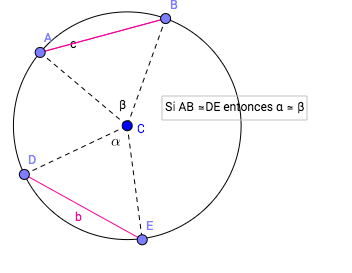 B
A
c
β
Si AB ≃DE entonces α ≃ β
C
α
D
b
E